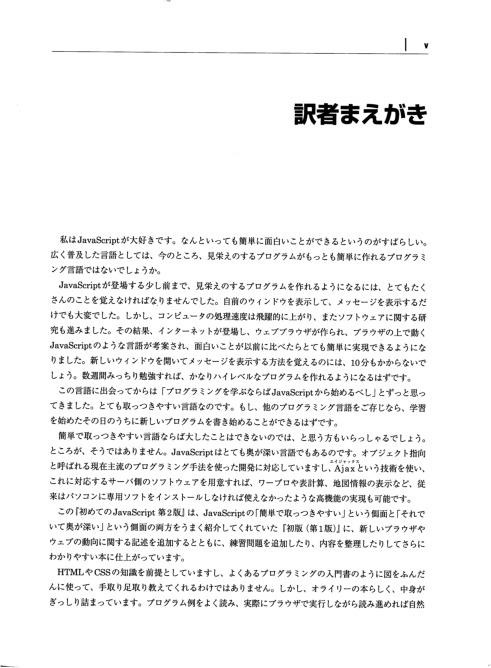 v
訳者まえがき
私はJavaScriptが大好きです。なんといっても簡単に面白いことができるというのがすばらしい。
広く普及した言語としては、今のところ、見栄えのするプログラムがもっとも簡単に作れるプログラミ
ング言語ではないでしょうか。
JavaScriptが登場する少し前まで、見栄えのするプログラムを作れるようになるには、とてもたく
さんのことを覚えなければなりませんでした。自前のウィンドウを表示して、メッセージを表示するだ
けでも大変でした。しかし、コンピュータの処理速度は飛躍的に上がり、またソフトウェアに関する研
究も進みました。その結果、インターネットが登場し、ウェブブラウザが作られ、ブラウザの上で動く
JavaScriptのような言語が考案され、面白いことが以前に比べたらとても簡単に実現できるようにな
りました。新しいウィンドウを開いてメッセージを表示する方法を覚えるのには、10分もかからないで
しょう。数週間みっちり勉強すれば、かなりハイレベルなプログラムを作れるようになるはずです。
この言語に出会ってからは「プログラミングを学ぶならばJavaScriptから始めるべし」とずっと思っ
てきました。とても取っつきやすい言語なのです。もし、他のプログラミング言語をご存じなら、学習
を始めたその日のうちに新しいプログラムを書き始めることができるはずです。
簡単で取っつきやすい言語ならば大したことはできないのでは、と思う方もいらっしゃるでしょう。
ところが、そうではありません。JavaScriptはとても奥が深い言語でもあるのです。オブジェクト指向
と呼ばれる現在主流のプログラミング手法を使った開発に対応していますし、Ajaxという技術を使い、
エイジャックス
これに対応するサーバ側のソフトウェアを用意すれば、ワープロや表計算、地図情報の表示など、従
来はパソコンに専用ソフトをインストールしなければ使えなかったような高機能の実現も可能です。
この『初めてのJavaScript 第2版』は、JavaScriptの「簡単で取っつきやすい」という側面と「それで
いて奥が深い」という側面の両方をうまく紹介してくれていた『初版（第1版）』に、新しいブラウザや
ウェブの動向に関する記述を追加するとともに、練習問題を追加したり、内容を整理したりしてさらに
わかりやすい本に仕上がっています。
HTMLやCSSの知識を前提としていますし、よくあるプログラミングの入門書のように図をふんだ
んに使って、手取り足取り教えてくれるわけではありません。しかし、オライリーの本らしく、中身が
ぎっしり詰まっています。プログラム例をよく読み、実際にブラウザで実行しながら読み進めれば自然